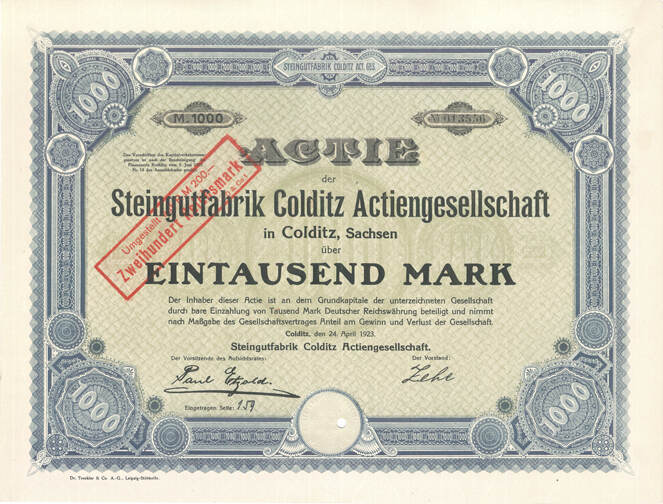 STEINGUTFABRIK COLDITZ ACT. GES.
1000
1000
M. 1000
No 013556
ACTIE
der
Steingutfabrik Colditz Actiengesellschaft
in Colditz, Sachsen
über
EINTAUSEND MARK
Umgestellt M 200.—
Zweihundert Reichsmark
Der Inhaber dieser Actie ist an dem Grundkapitale der unterzeichneten Gesellschaft
durch bare Einzahlung von Tausend Mark Deutscher Reichswährung beteiligt und nimmt
nach Maßgabe des Gesellschaftsvertrages Anteil am Gewinn und Verlust der Gesellschaft.
Colditz, den 24. April 1923.
Steingutfabrik Colditz Actiengesellschaft.
Der Vorsitzende des Aufsichtsrates:
Der Vorstand:
Paul
Zehe
Eingetragen Seite: 159
1000
1000
Dr. Trenkler & Co. A.-G., Leipzig-Stötteritz.